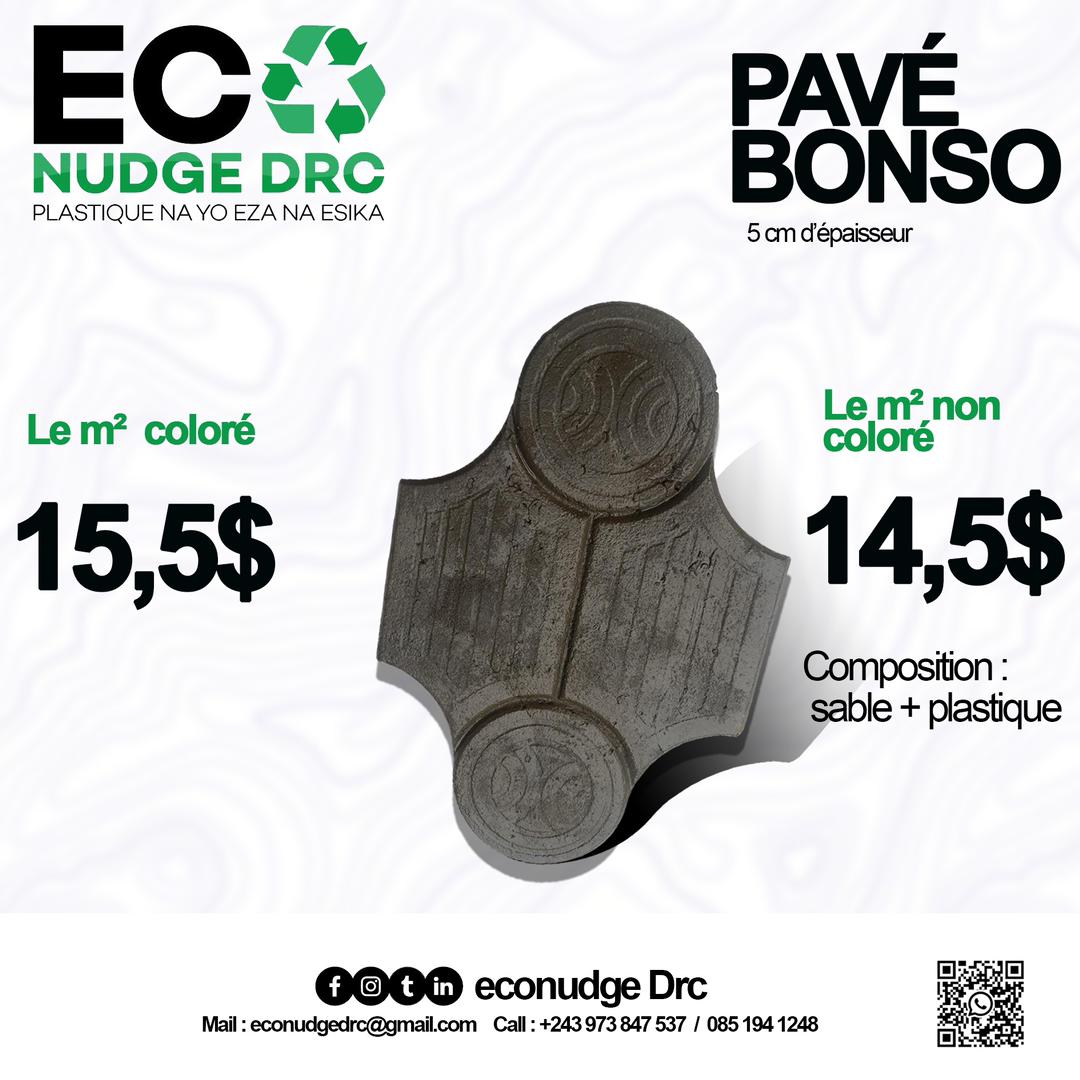 ECO
NUDGE DRC
PLASTIQUE NA YO EZA NA ESIKA
PAVÉ
BONSO
5 cm d'épaisseur
Le m² coloré
15,5$
Le m² non
coloré
14,5$
Composition :
sable + plastique
econudge Drc
Mail : econudgedrc@gmail.com Call : +243 973 847 537 / 085 194 1248